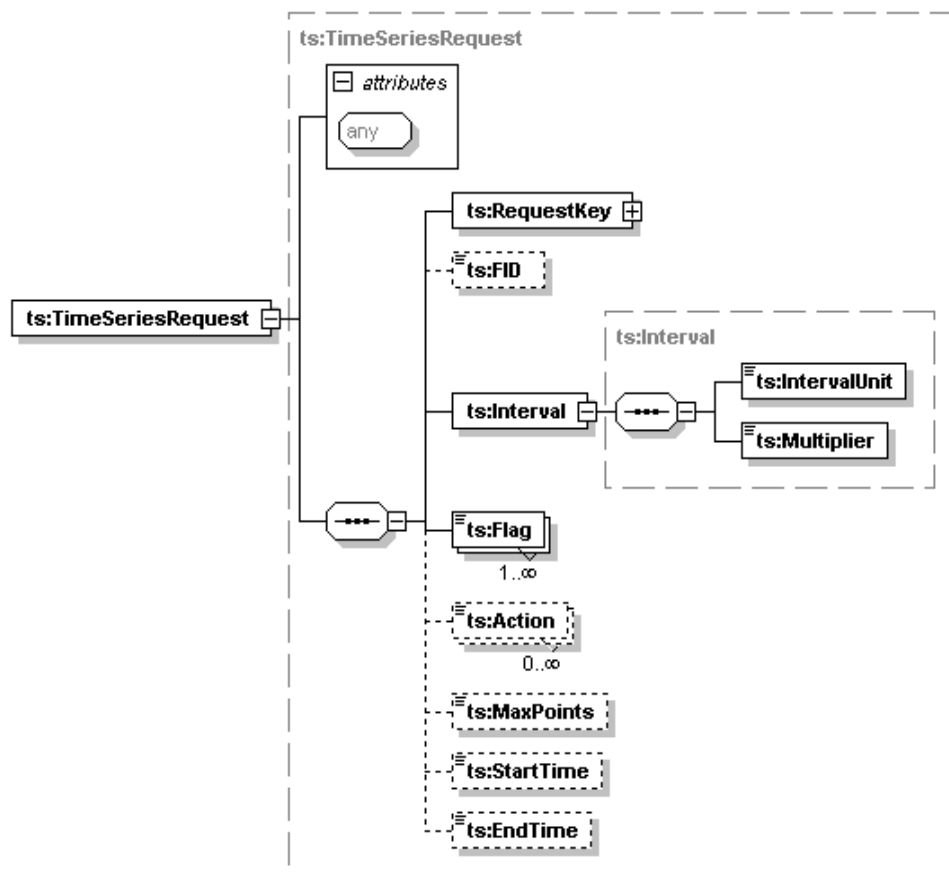 ts:TimeSeriesRequest
attributes
any
ts:RequestKey
ts:FID
ts:TimeSeriesRequest
ts:Interval
ts:IntervalUnit
ts:Interval
ts:Multiplier
ts:Flag
1..∞
ts:Action
0..∞
ts:MaxPoints
ts:StartTime
ts:EndTime